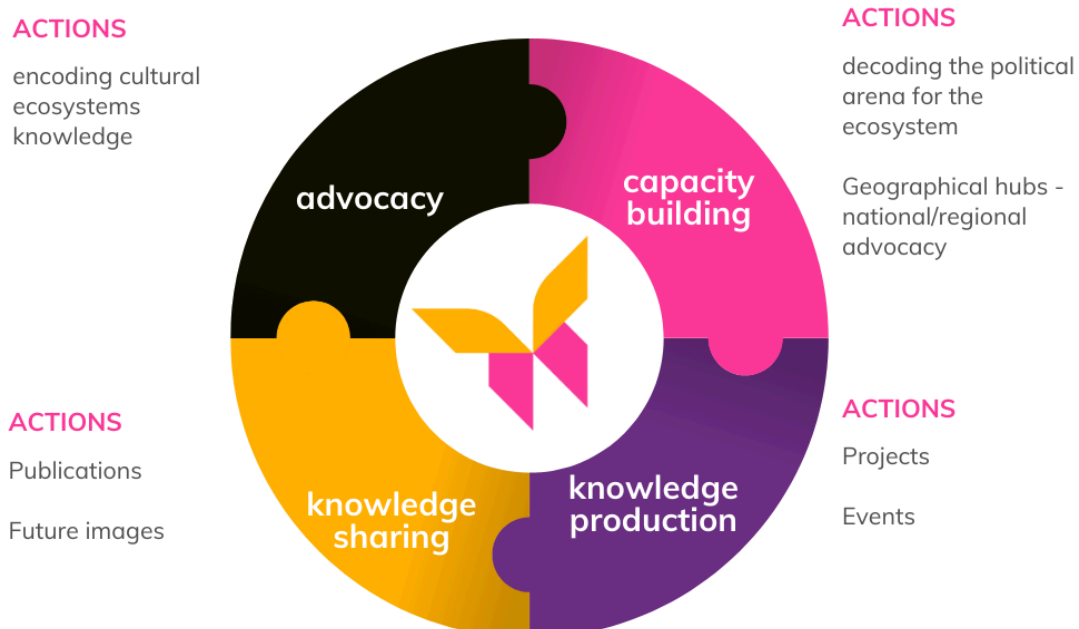 ACTIONS
encoding cultural
ecosystems
knowledge
advocacy
ACTIONS
decoding the political
arena for the
ecosystem
Geographical hubs -
national/regional
advocacy
capacity
building
ACTIONS
Publications
Future images
knowledge
sharing
ACTIONS
Projects
Events
knowledge
production